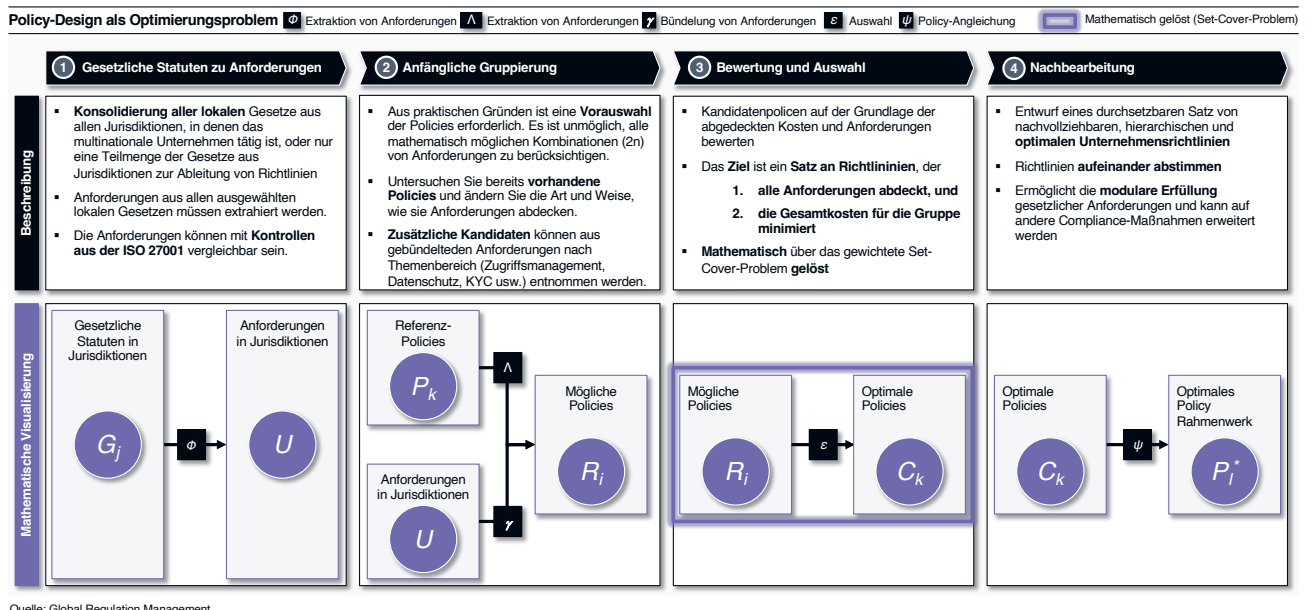 Policy-Design als Optimierungsproblem Φ Extraktion von Anforderungen Λ Extraktion von Anforderungen γ Bündelung von Anforderungen ε Auswahl ψ Policy-Angleichung Mathematisch gelöst (Set-Cover-Problem)
1 Gesetzliche Statuten zu Anforderungen
2 Anfängliche Gruppierung
3 Bewertung und Auswahl
4 Nachbearbeitung
Beschreibung
▪ Konsolidierung aller lokalen Gesetze aus
allen Jurisdiktionen, in denen das
multinationale Unternehmen tätig ist, oder nur
eine Teilmenge der Gesetze aus
Jurisdiktionen zur Ableitung von Richtlinien
▪ Anforderungen aus allen ausgewählten
lokalen Gesetzen müssen extrahiert werden.
▪ Die Anforderungen können mit Kontrollen
aus der ISO 27001 vergleichbar sein.
▪ Aus praktischen Gründen ist eine Vorauswahl
der Policies erforderlich. Es ist unmöglich, alle
mathematisch möglichen Kombinationen (2n)
von Anforderungen zu berücksichtigen.
▪ Untersuchen Sie bereits vorhandene
Policies und ändern Sie die Art und Weise,
wie sie Anforderungen abdecken.
▪ Zusätzliche Kandidaten können aus
gebündelteden Anforderungen nach
Themenbereich (Zugriffsmanagement,
Datenschutz, KYC usw.) entnommen werden.
▪ Kandidatenpolicen auf der Grundlage der
abgedeckten Kosten und Anforderungen
bewerten
▪ Das Ziel ist ein Satz an Richtlininien, der
1. alle Anforderungen abdeckt, und
2. die Gesamtkosten für die Gruppe
minimiert
▪ Mathematisch über das gewichtete Set-
Cover-Problem gelöst
▪ Entwurf eines durchsetzbaren Satz von
nachvollziehbaren, hierarchischen und
optimalen Unternehmensrichtlinien
▪ Richtlinien aufeinander abstimmen
▪ Ermöglicht die modulare Erfüllung
gesetzlicher Anforderungen und kann auf
andere Compliance-Maßnahmen erweitert
werden
Mathematische Visualisierung
Gesetzliche
Statuten in
Jurisdiktionen
G_j
Φ
Anforderungen
in Jurisdiktionen
U
Referenz-
Policies
P_k
Λ
Anforderungen
in Jurisdiktionen
U
γ
Mögliche
Policies
R_i
Mögliche
Policies
R_i
ε
Optimale
Policies
C_k
Optimale
Policies
C_k
ψ
Optimales
Policy
Rahmenwerk
P_l^*
Quelle: Global Regulation Management